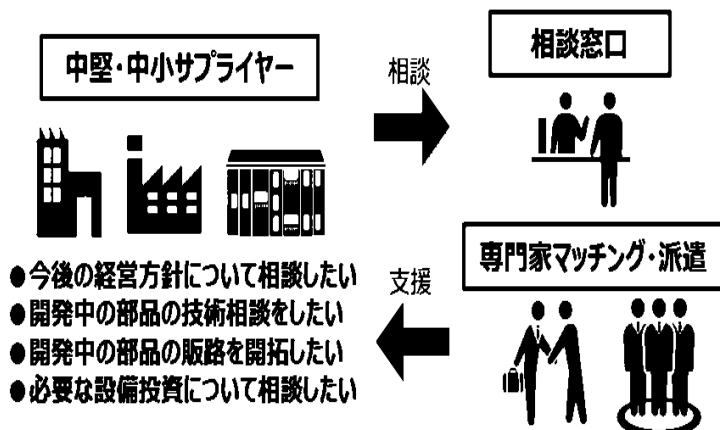 中堅・中小サプライヤー
相談
相談窓口
●今後の経営方針について相談したい
●開発中の部品の技術相談をしたい
●開発中の部品の販路を開拓したい
●必要な設備投資について相談したい
支援
専門家マッチング・派遣